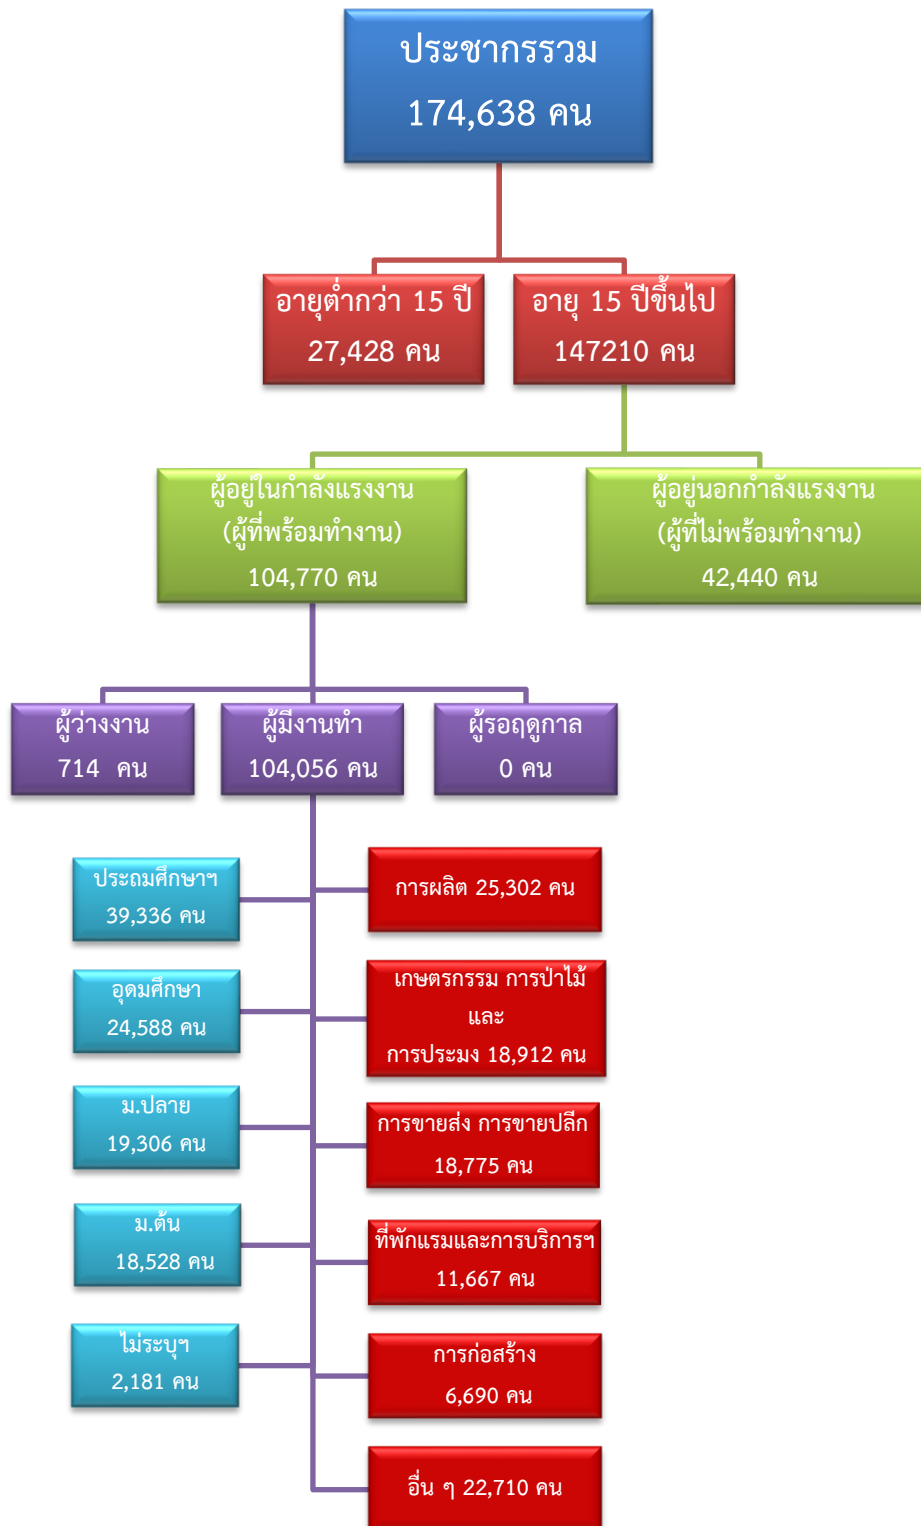 ประชากรรวม
174,638 คน
อายุต่ำกว่า 15 ปี
27,428 คน
อายุ 15 ปีขึ้นไป
147210 คน
ผู้อยู่ในกำลังแรงงาน
(ผู้ที่พร้อมทำงาน)
104,770 คน
ผู้อยู่นอกกำลังแรงงาน
(ผู้ที่ไม่พร้อมทำงาน)
42,440 คน
ผู้ว่างงาน
714 คน
ผู้มีงานทำ
104,056 คน
ผู้รอฤดูกาล
0 คน
ประถมศึกษาฯ
39,336 คน
อุดมศึกษา
24,588 คน
ม.ปลาย
19,306 คน
ม.ต้น
18,528 คน
ไม่ระบุฯ
2,181 คน
การผลิต 25,302 คน
เกษตรกรรม การป่าไม้
และ
การประมง 18,912 คน
การขายส่ง การขายปลีก
18,775 คน
ที่พักแรมและการบริการฯ
11,667 คน
การก่อสร้าง
6,690 คน
อื่น ๆ 22,710 คน